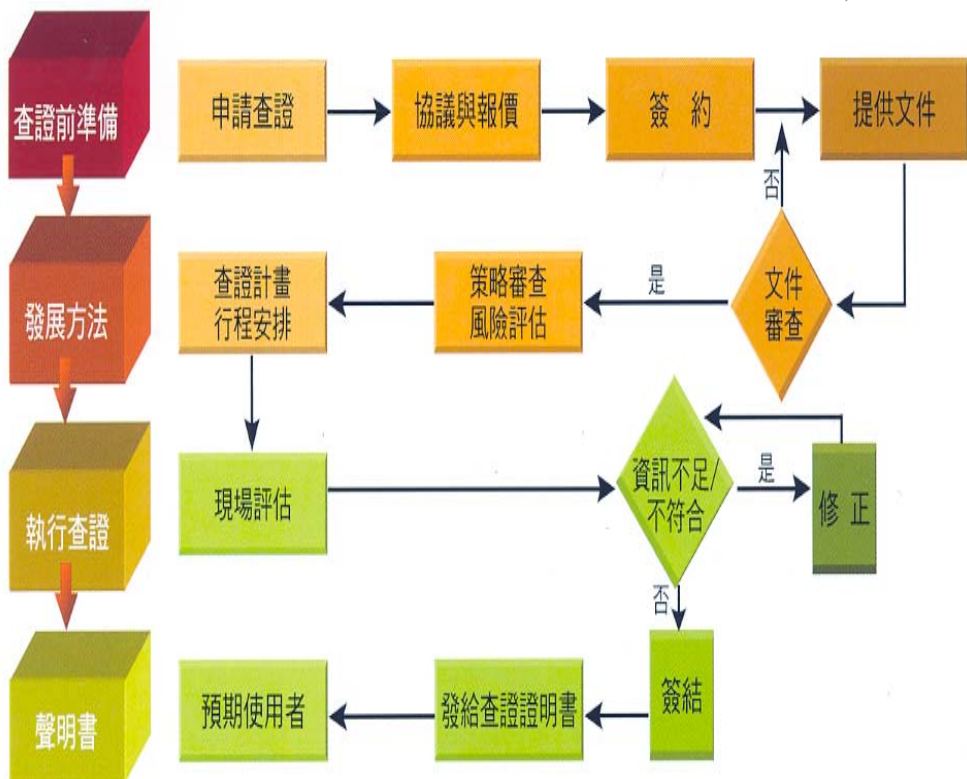 查證前準備
申請查證
協議與報價
簽 約
提供文件
否
發展方法
查證計畫
行程安排
策略審查
風險評估
是
文件
審查
執行查證
現場評估
資訊不足/
不符合
是
修 正
否
聲明書
預期使用者
發給查證證明書
簽結